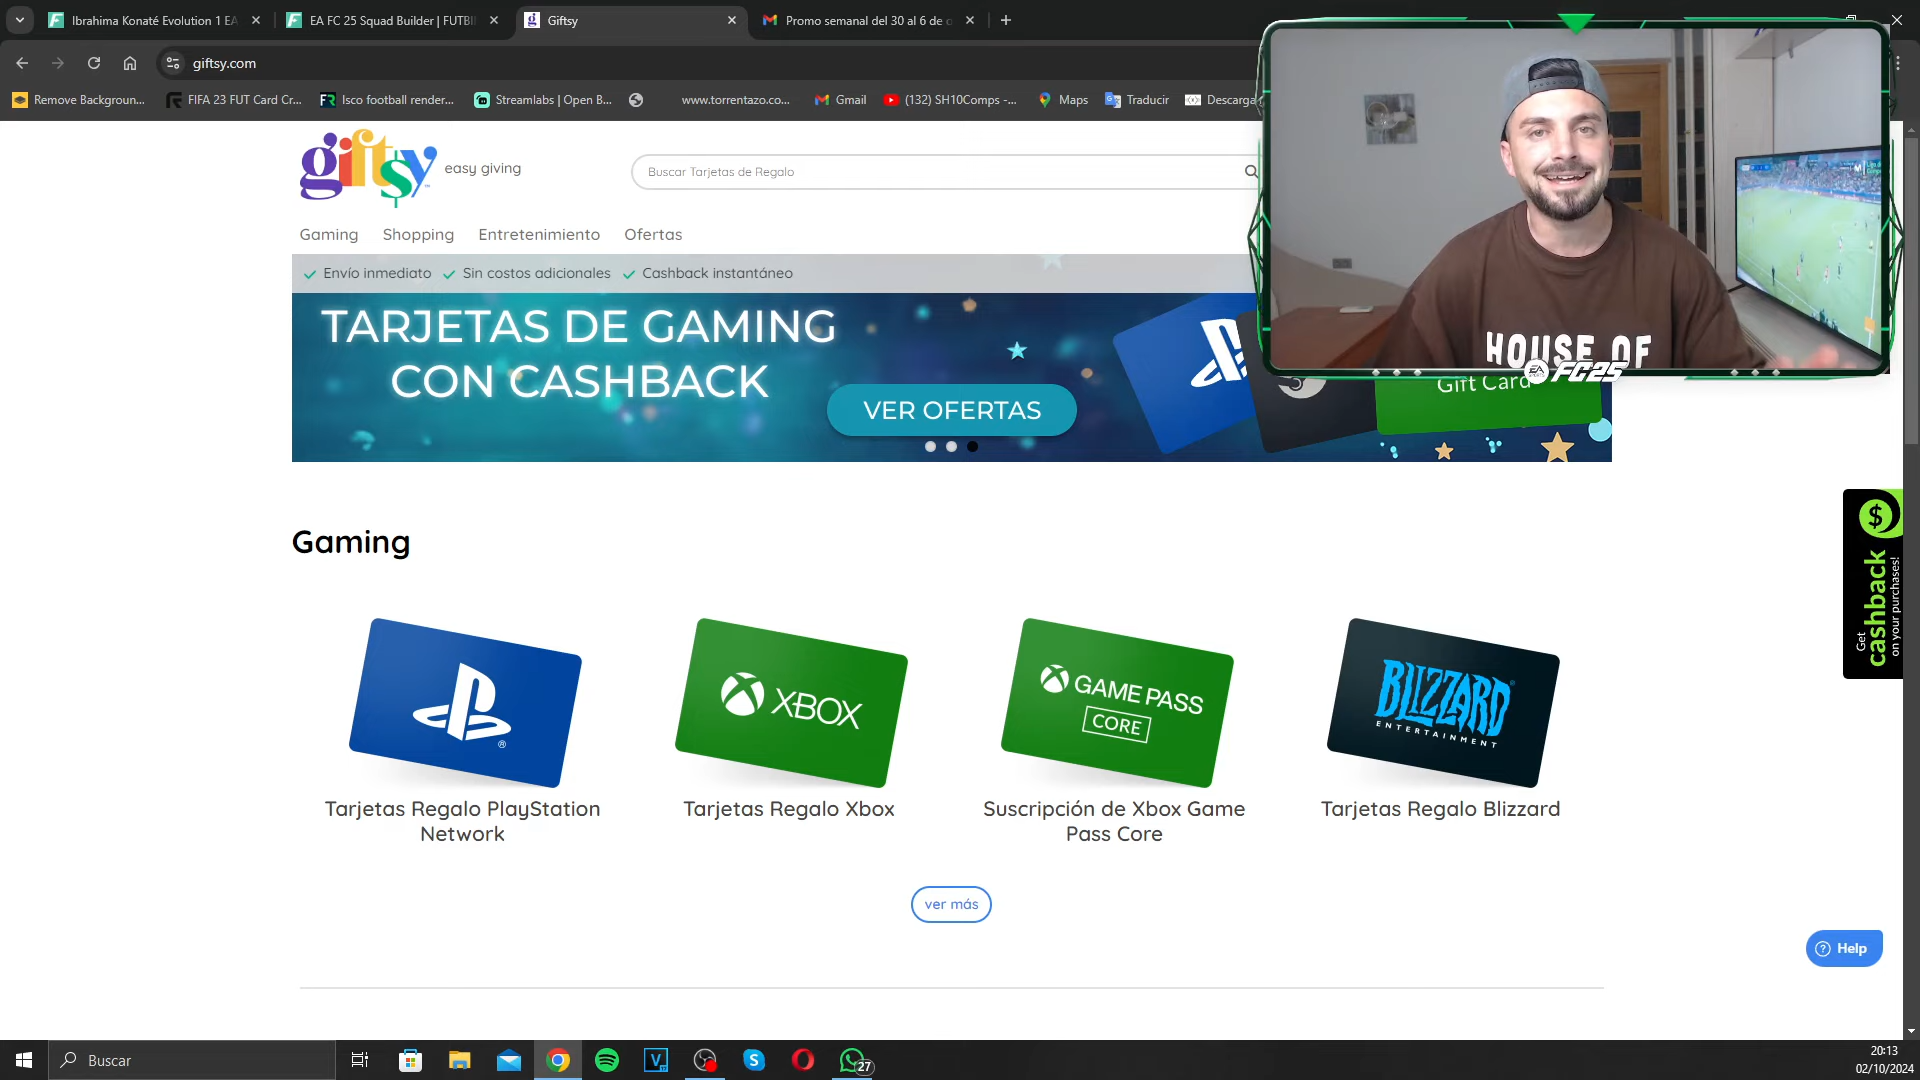 Ibrahima Konaté Evolution 1 EA
EA FC 25 Squad Builder | FUTBI
Giftsy
Promo semanal del 30 al 6 de o
giftsy.com
Remove Backgroun...
FIFA 23 FUT Card Cr...
Isco football render...
Streamlabs | Open B...
www.torrentazo.co...
Gmail
(132) SH10Comps -...
Maps
Traducir
Descarga
giftsy
easy giving
Buscar Tarjetas de Regalo
Gaming
Shopping
Entretenimiento
Ofertas
Envío inmediato
Sin costos adicionales
Cashback instantáneo
TARJETAS DE GAMING
CON CASHBACK
VER OFERTAS
Gift Card
HOUSE OF
EA SPORTS FC25
Get
cashback
on your purchases!
Gaming
XBOX
GAME PASS
CORE
BLIZZARD
ENTERTAINMENT
Tarjetas Regalo PlayStation
Network
Tarjetas Regalo Xbox
Suscripción de Xbox Game
Pass Core
Tarjetas Regalo Blizzard
ver más
Help
Buscar
27
20:13
02/10/2024